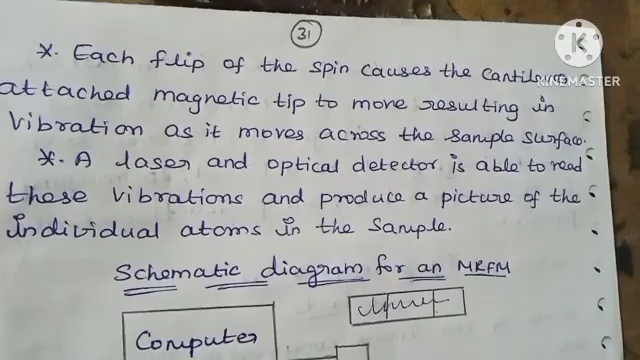 31
*. Each flip of the spin causes the Cantilever
attached magnetic tip to move resulting in
Vibration as it moves across the sample surface.
*. A laser and optical detector is able to read
these vibrations and produce a picture of the
individual atoms in the sample.
Schematic diagram for an MRFM
Computer
KINEMASTER